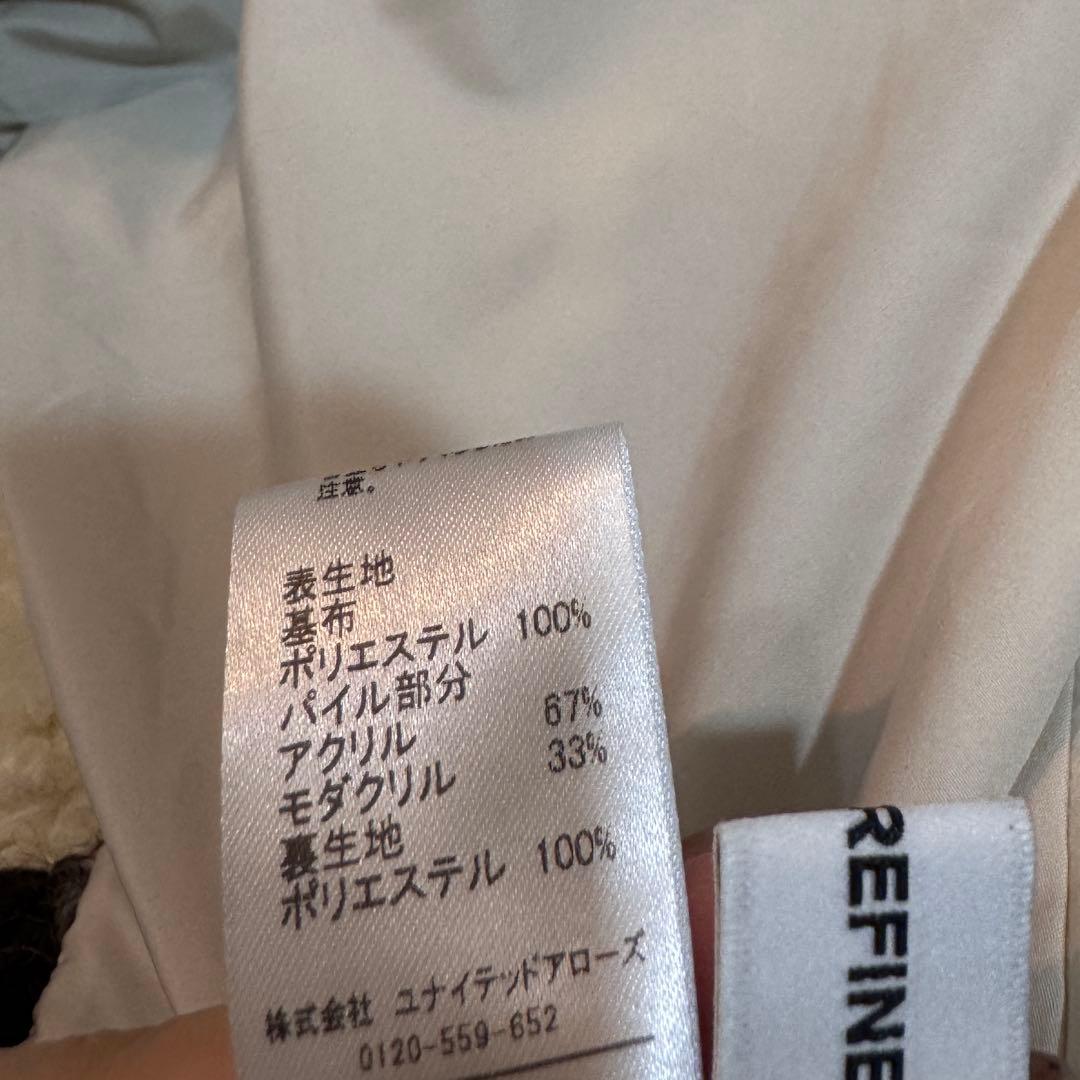 注意。
表生地
基布
ポリエステル 100%
パイル部分
アクリル 67%
モダクリル 33%
裏生地
ポリエステル 100%
株式会社 ユナイテッドアローズ
0120-559-652
REFINE